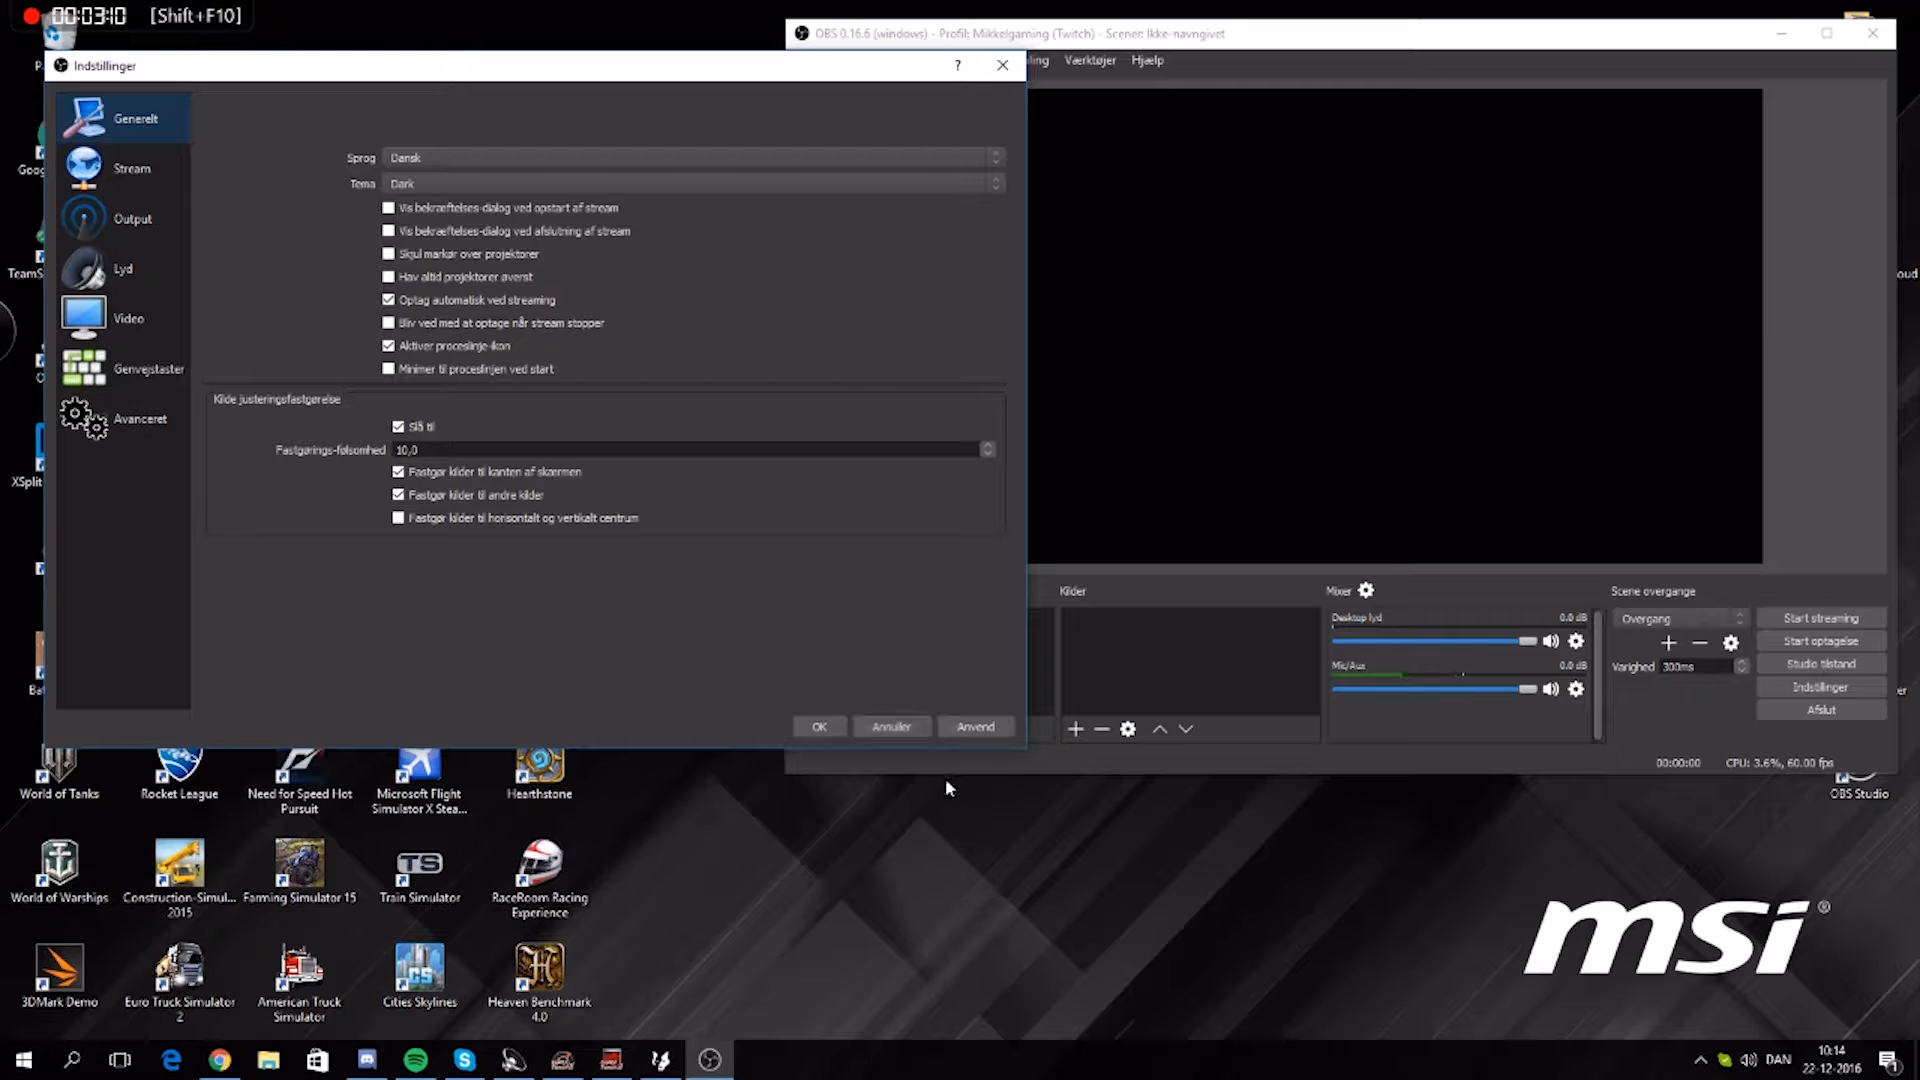 00:03:10 [Shift+F10]
OBS 0.16.6 (windows) - Profil: Mikkelgaming (Twitch) - Scener: Ikke-navngivet
Værktøjer Hjælp
Indstillinger
?
Generelt
Stream
Output
Lyd
Video
Genvejstaster
Avanceret
Sprog Dansk
Tema Dark
Vis bekræftelses-dialog ved opstart af stream
Vis bekræftelses-dialog ved afslutning af stream
Skjul markør over projektorer
Hav altid projektorer øverst
Optag automatisk ved streaming
Bliv ved med at optage når stream stopper
Aktiver proceslinje-ikon
Minimer til proceslinjen ved start
Kilde justeringsfastgørelse
Slå til
Fastgørings-følsomhed 10,0
Fastgør kilder til kanten af skærmen
Fastgør kilder til andre kilder
Fastgør kilder til horisontalt og vertikalt centrum
OK Annuller Anvend
Kilder
Mixer
Desktop lyd 0.0 dB
Mic/Aux 0.0 dB
Scene overgange
Overgang
Varighed 300ms
Start streaming
Start optagelse
Studio tilstand
Indstillinger
Afslut
00:00:00 CPU: 3.6%, 60.00 fps
OBS Studio
XSplit
World of Tanks
Rocket League
Need for Speed Hot
Pursuit
Microsoft Flight
Simulator X Stea...
Hearthstone
World of Warships
Construction-Simul...
2015
Farming Simulator 15
TS
Train Simulator
RaceRoom Racing
Experience
3DMark Demo
Euro Truck Simulator
2
American Truck
Simulator
CS
Cities Skylines
H
Heaven Benchmark
4.0
msi®
DAN
10:14
22-12-2016
1